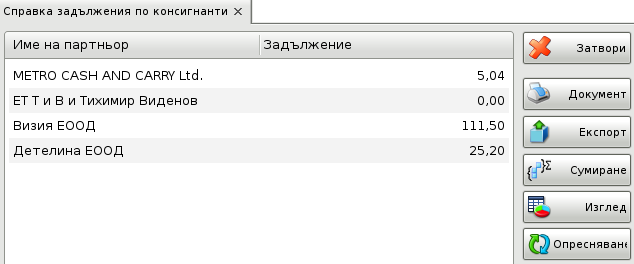 Справка задължения по консигнанти ×
Име на партньор Задължение
METRO CASH AND CARRY Ltd. 5,04
ЕТ Т и В и Тихимир Виденов 0,00
Визия ЕООД 111,50
Детелина ЕООД 25,20
Затвори
Документ
Експорт
Сумиране
Изглед
Опресняване